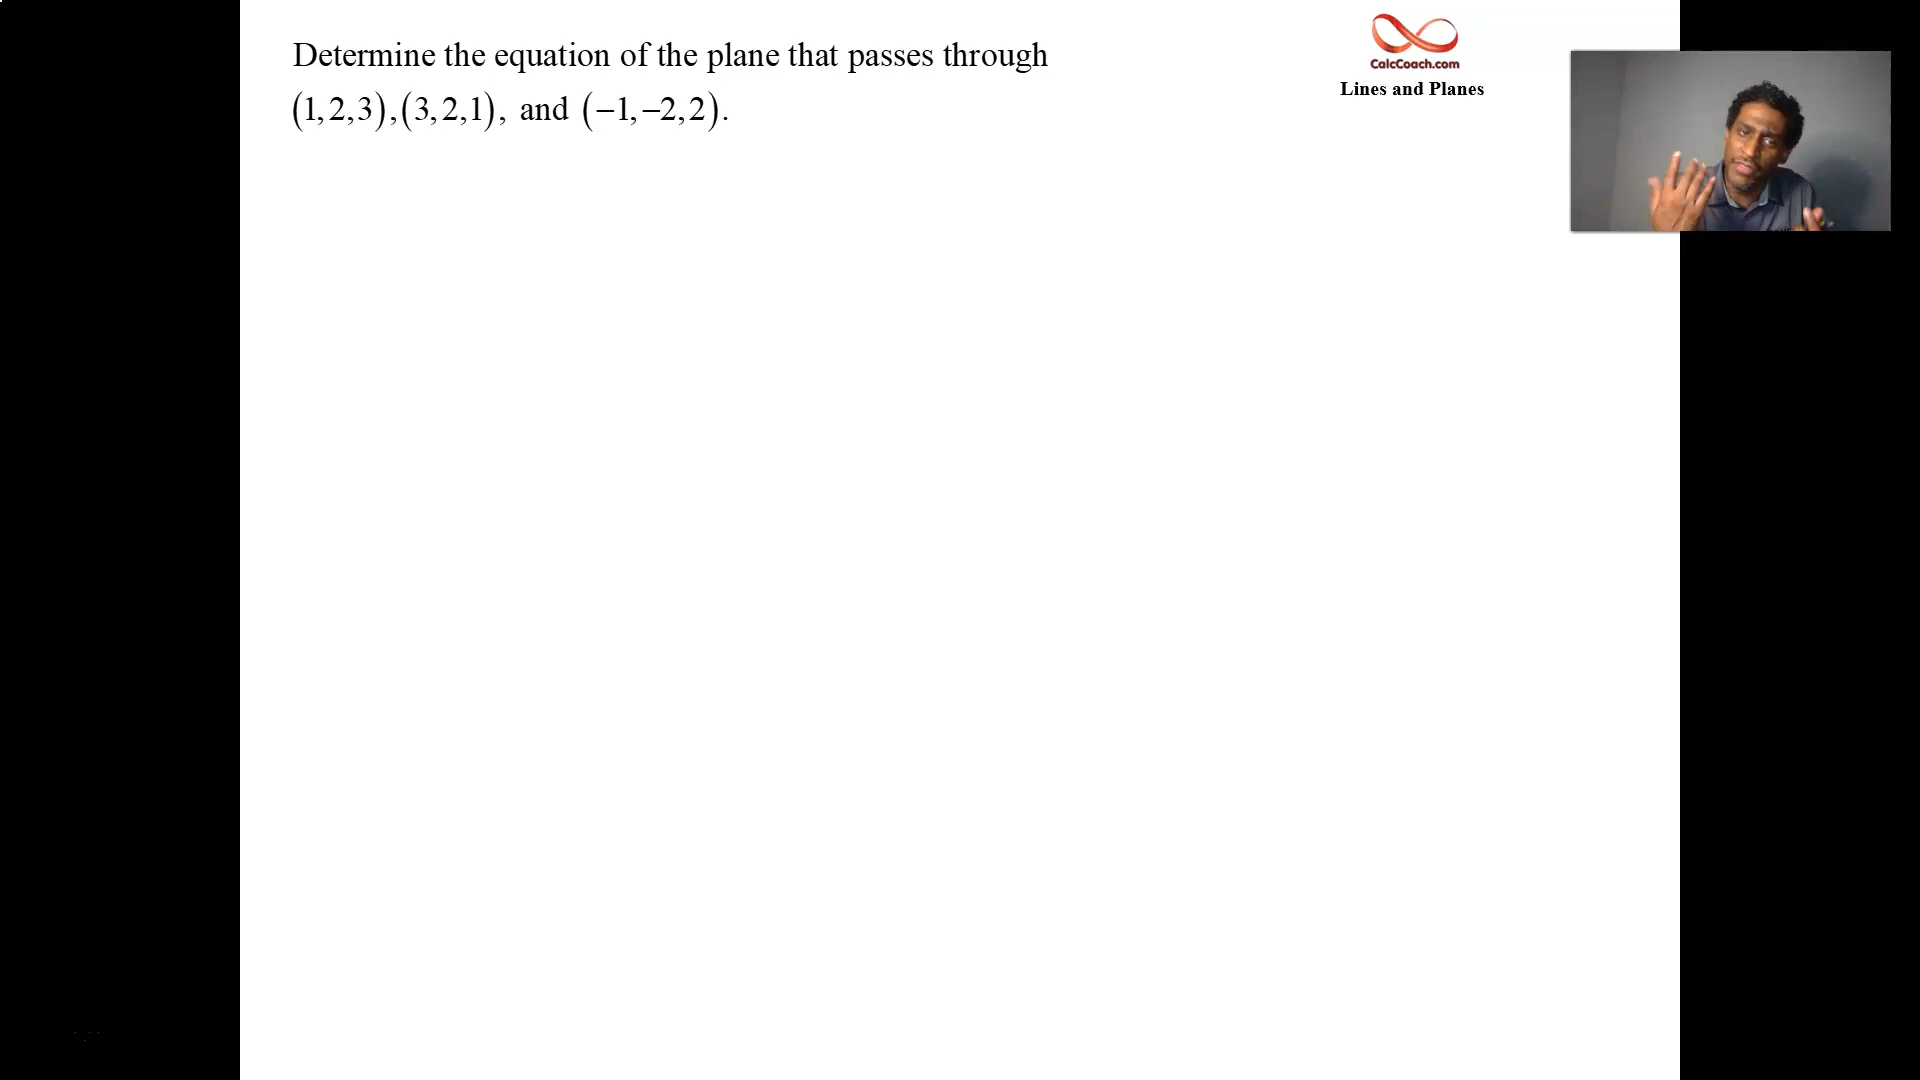 Determine the equation of the plane that passes through
(1,2,3),(3,2,1), and (−1,−2,2).
CalcCoach.com
Lines and Planes